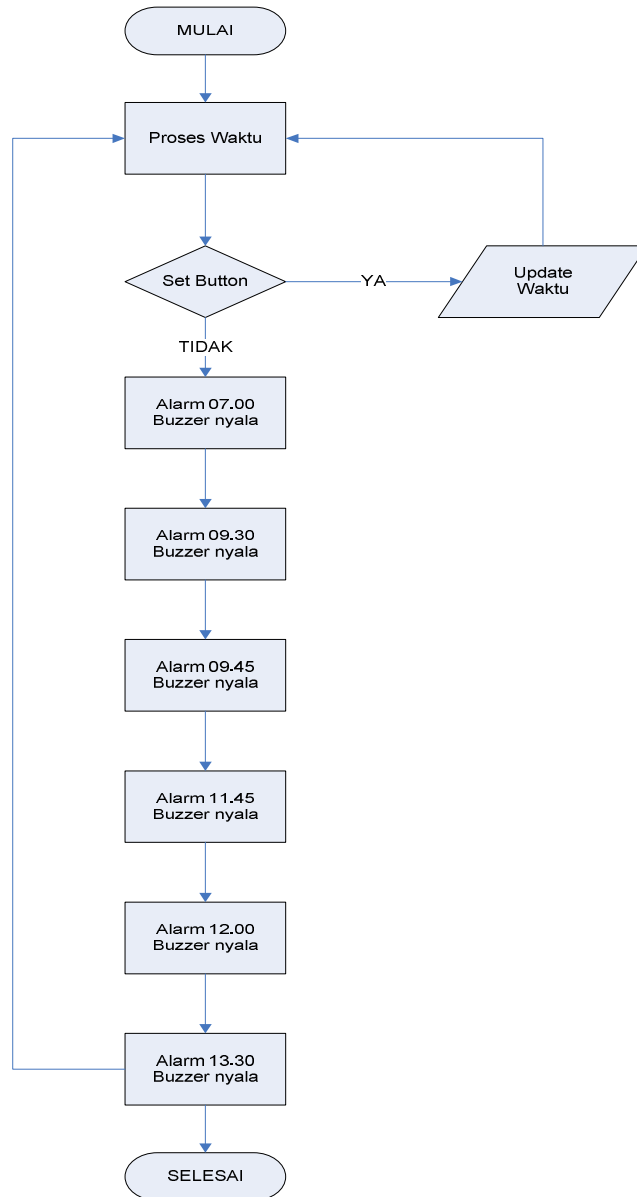 MULAI
Proses Waktu
Set Button
YA
Update
Waktu
TIDAK
Alarm 07.00
Buzzer nyala
Alarm 09.30
Buzzer nyala
Alarm 09.45
Buzzer nyala
Alarm 11.45
Buzzer nyala
Alarm 12.00
Buzzer nyala
Alarm 13.30
Buzzer nyala
SELESAI